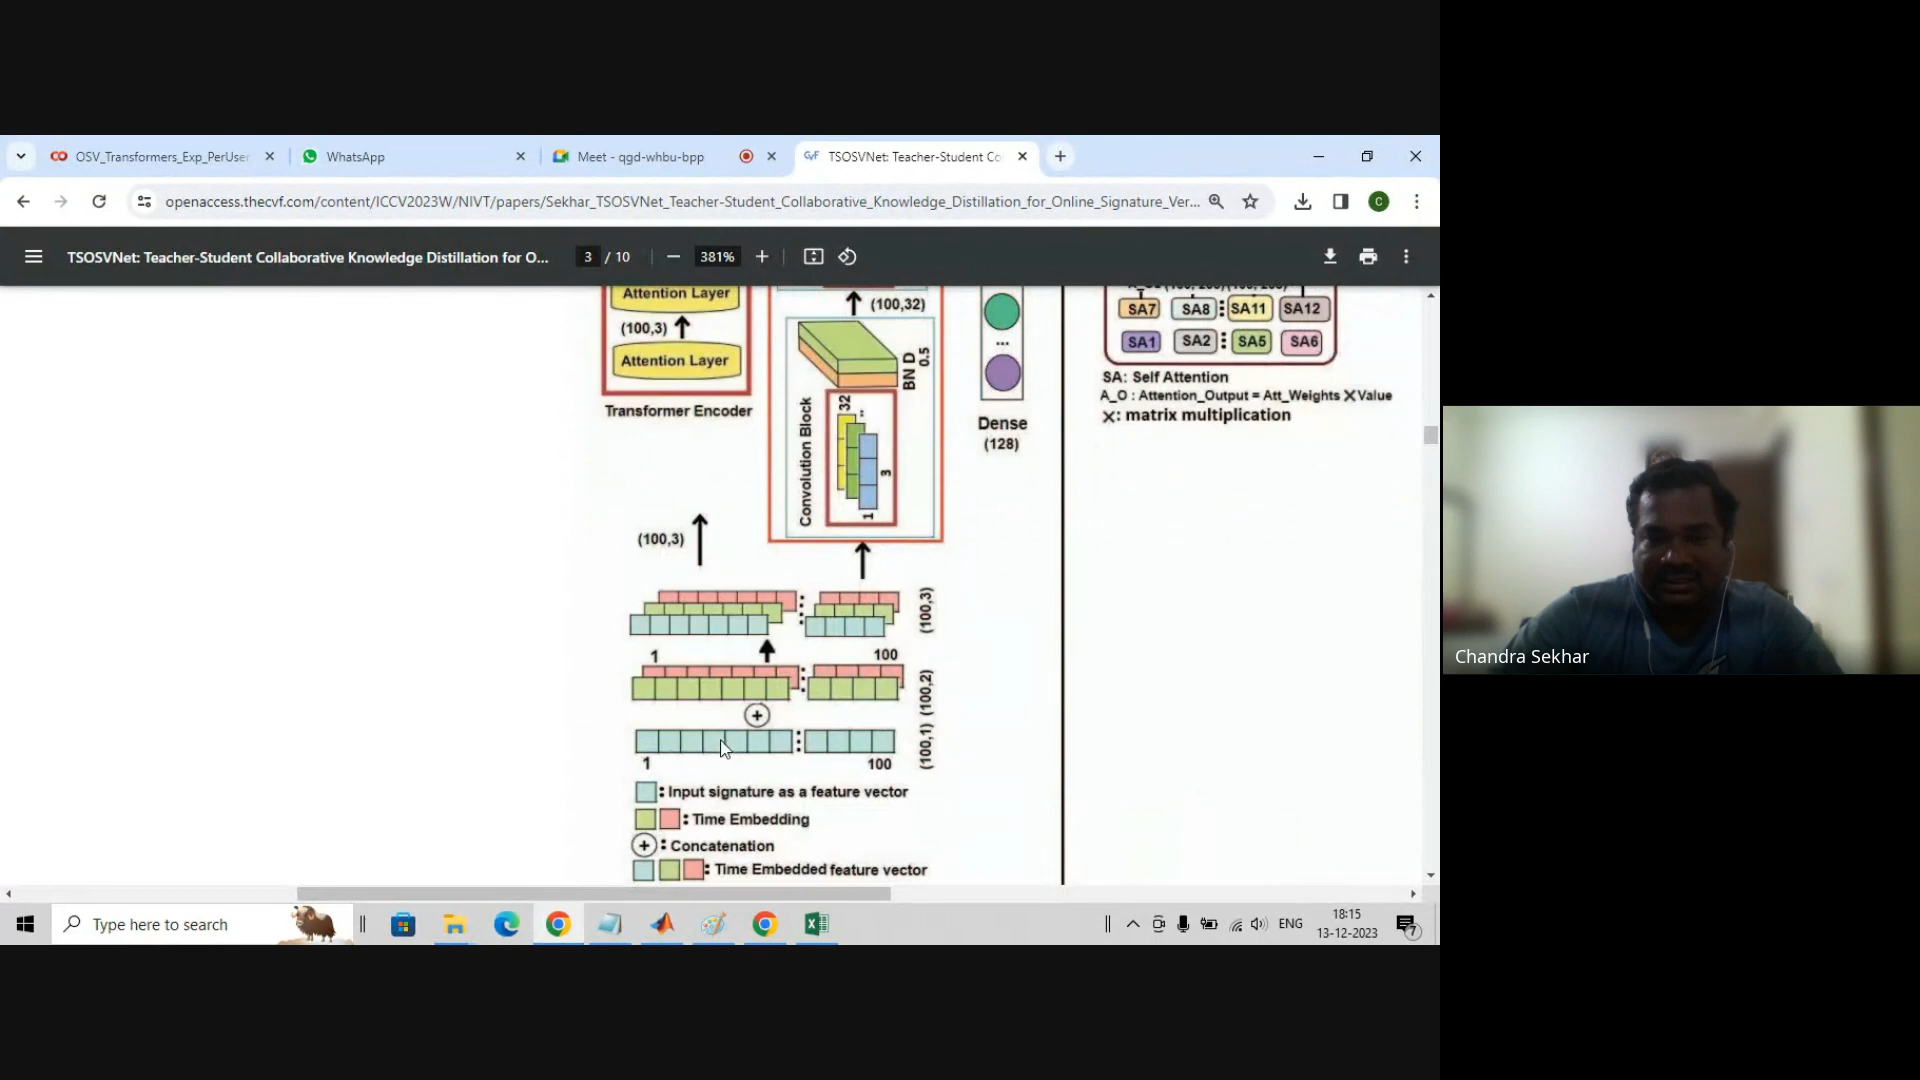 OSV_Transformers_Exp_PerUser
WhatsApp
Meet - qgd-whbu-bpp
TSOSVNet: Teacher-Student Co
openaccess.thecvf.com/content/ICCV2023W/NIVT/papers/Sekhar_TSOSVNet_Teacher-Student_Collaborative_Knowledge_Distillation_for_Online_Signature_Ver...
C
TSOSVNet: Teacher-Student Collaborative Knowledge Distillation for O...
3 / 10
381%
Attention Layer
(100,3)
Attention Layer
Transformer Encoder
(100,32)
BN D
0.5
Convolution Block
32
3
1
...
Dense
(128)
SA7 SA8 SA11 SA12
SA1 SA2 SA5 SA6
SA: Self Attention
A_O : Attention_Output = Att_Weights X Value
X: matrix multiplication
(100,3)
(100,3)
1 100
(100,2)
+
(100,1)
1 100
: Input signature as a feature vector
: Time Embedding
+ : Concatenation
: Time Embedded feature vector
Chandra Sekhar
Type here to search
ENG
18:15
13-12-2023
7